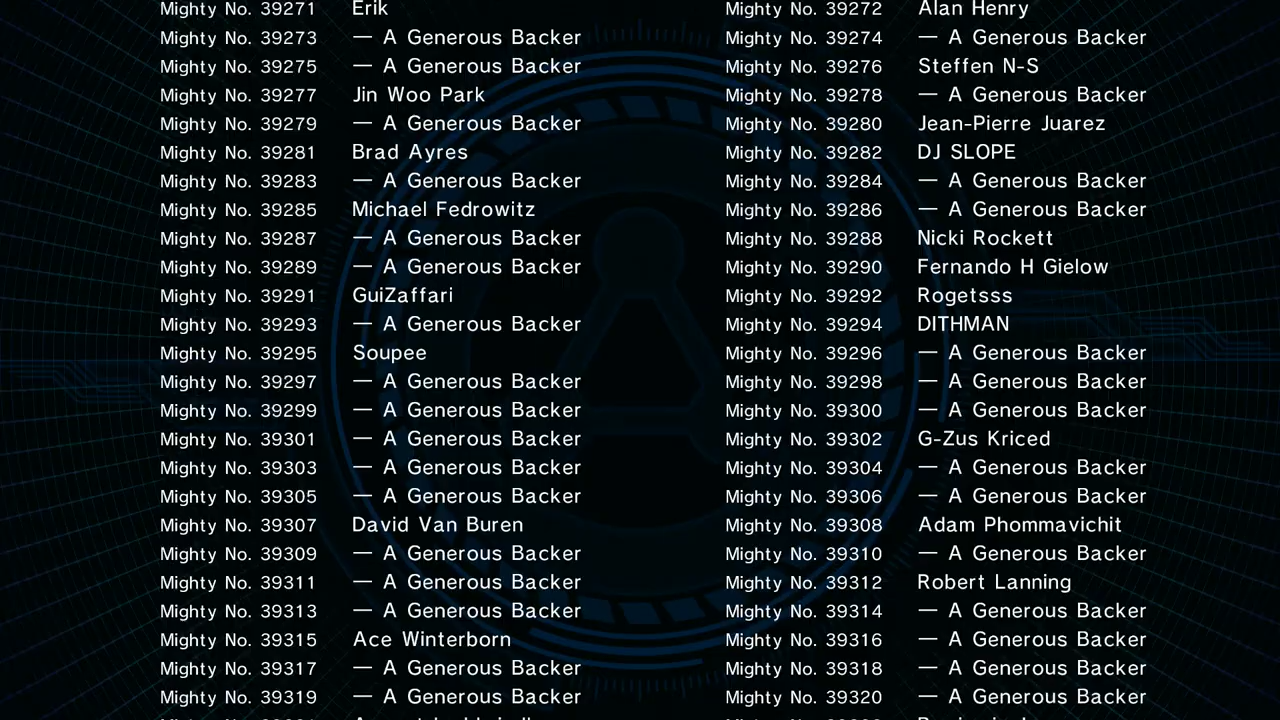 Mighty No. 39271 Erik Mighty No. 39272 Alan Henry
Mighty No. 39273 — A Generous Backer Mighty No. 39274 — A Generous Backer
Mighty No. 39275 — A Generous Backer Mighty No. 39276 Steffen N-S
Mighty No. 39277 Jin Woo Park Mighty No. 39278 — A Generous Backer
Mighty No. 39279 — A Generous Backer Mighty No. 39280 Jean-Pierre Juarez
Mighty No. 39281 Brad Ayres Mighty No. 39282 DJ SLOPE
Mighty No. 39283 — A Generous Backer Mighty No. 39284 — A Generous Backer
Mighty No. 39285 Michael Fedrowitz Mighty No. 39286 — A Generous Backer
Mighty No. 39287 — A Generous Backer Mighty No. 39288 Nicki Rockett
Mighty No. 39289 — A Generous Backer Mighty No. 39290 Fernando H Gielow
Mighty No. 39291 GuiZaffari Mighty No. 39292 Rogetsss
Mighty No. 39293 — A Generous Backer Mighty No. 39294 DITHMAN
Mighty No. 39295 Soupee Mighty No. 39296 — A Generous Backer
Mighty No. 39297 — A Generous Backer Mighty No. 39298 — A Generous Backer
Mighty No. 39299 — A Generous Backer Mighty No. 39300 — A Generous Backer
Mighty No. 39301 — A Generous Backer Mighty No. 39302 G-Zus Kriced
Mighty No. 39303 — A Generous Backer Mighty No. 39304 — A Generous Backer
Mighty No. 39305 — A Generous Backer Mighty No. 39306 — A Generous Backer
Mighty No. 39307 David Van Buren Mighty No. 39308 Adam Phommavichit
Mighty No. 39309 — A Generous Backer Mighty No. 39310 — A Generous Backer
Mighty No. 39311 — A Generous Backer Mighty No. 39312 Robert Lanning
Mighty No. 39313 — A Generous Backer Mighty No. 39314 — A Generous Backer
Mighty No. 39315 Ace Winterborn Mighty No. 39316 — A Generous Backer
Mighty No. 39317 — A Generous Backer Mighty No. 39318 — A Generous Backer
Mighty No. 39319 — A Generous Backer Mighty No. 39320 — A Generous Backer